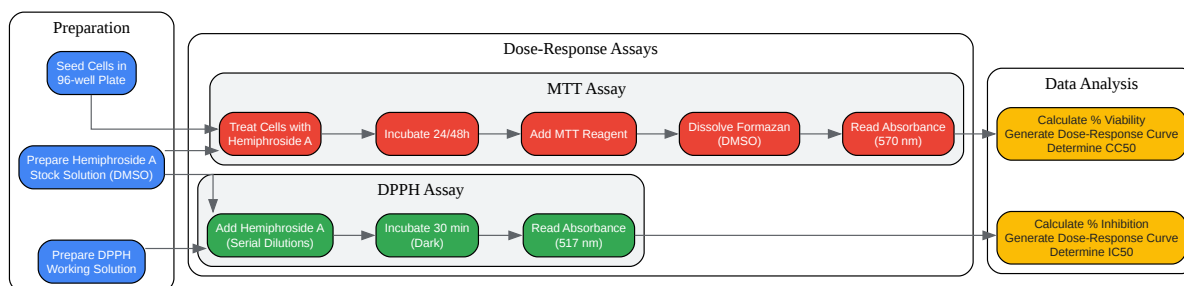 Preparation
Seed Cells in
96-well Plate
Prepare Hemiphroside A
Stock Solution (DMSO)
Prepare DPPH
Working Solution
Dose-Response Assays
MTT Assay
Treat Cells with
Hemiphroside A
Incubate 24/48h
Add MTT Reagent
Dissolve Formazan
(DMSO)
Read Absorbance
(570 nm)
DPPH Assay
Add Hemiphroside A
(Serial Dilutions)
Incubate 30 min
(Dark)
Read Absorbance
(517 nm)
Data Analysis
Calculate % Viability
Generate Dose-Response Curve
Determine CC50
Calculate % Inhibition
Generate Dose-Response Curve
Determine IC50